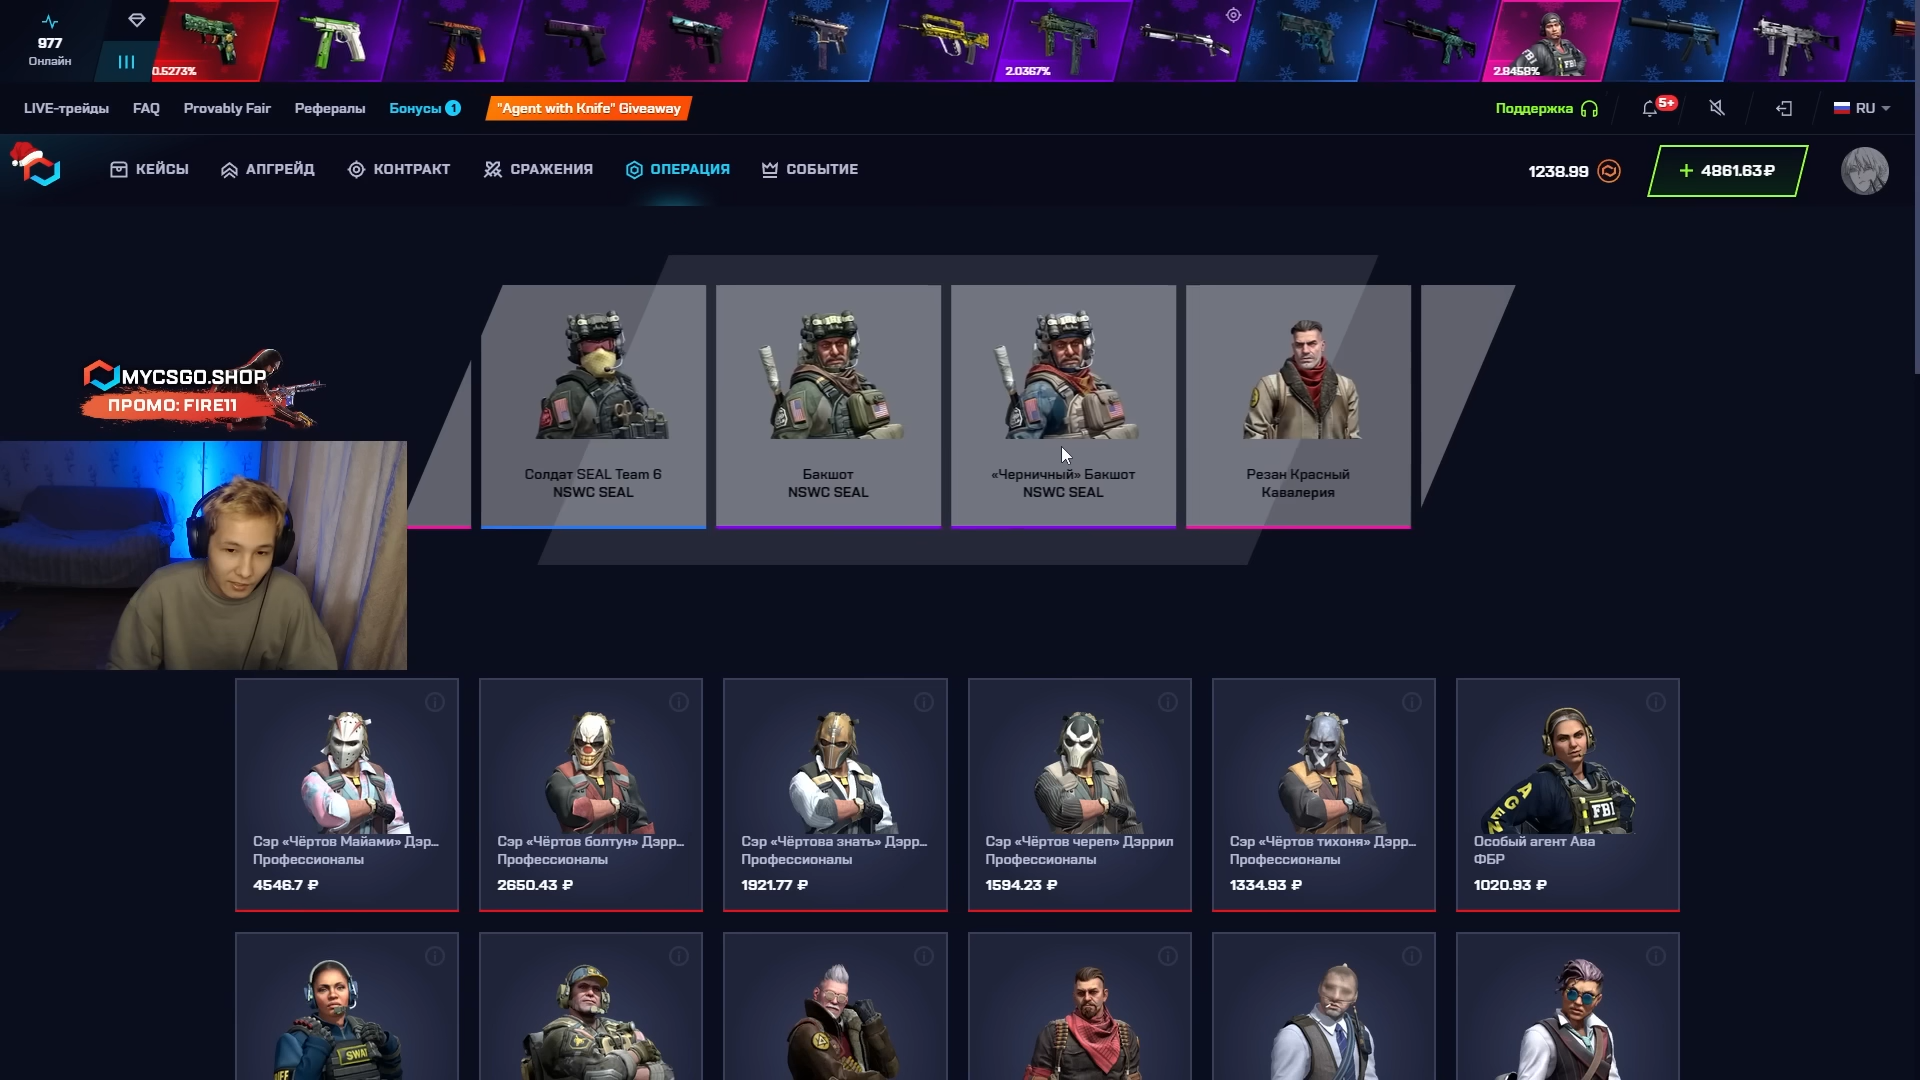 977
Онлайн
0.5273%
2.0367%
2.8458%
LIVE-трейды
FAQ
Provably Fair
Рефералы
Бонусы 1
"Agent with Knife" Giveaway
Поддержка
5+
RU
КЕЙСЫ
АПГРЕЙД
КОНТРАКТ
СРАЖЕНИЯ
ОПЕРАЦИЯ
СОБЫТИЕ
1238.99
+ 4861.63 ₽
MYCSGO.SHOP
ПРОМО: FIRE11
Солдат SEAL Team 6
NSWC SEAL
Бакшот
NSWC SEAL
«Черничный» Бакшот
NSWC SEAL
Резан Красный
Кавалерия
Сэр «Чёртов Майами» Дэр...
Профессионалы
4546.7 ₽
Сэр «Чёртов болтун» Дэрр...
Профессионалы
2650.43 ₽
Сэр «Чёртова знать» Дэрр...
Профессионалы
1921.77 ₽
Сэр «Чёртов череп» Дэррил
Профессионалы
1594.23 ₽
Сэр «Чёртов тихоня» Дэрр...
Профессионалы
1334.93 ₽
FBI
Особый агент Ава
ФБР
1020.93 ₽
SWAT